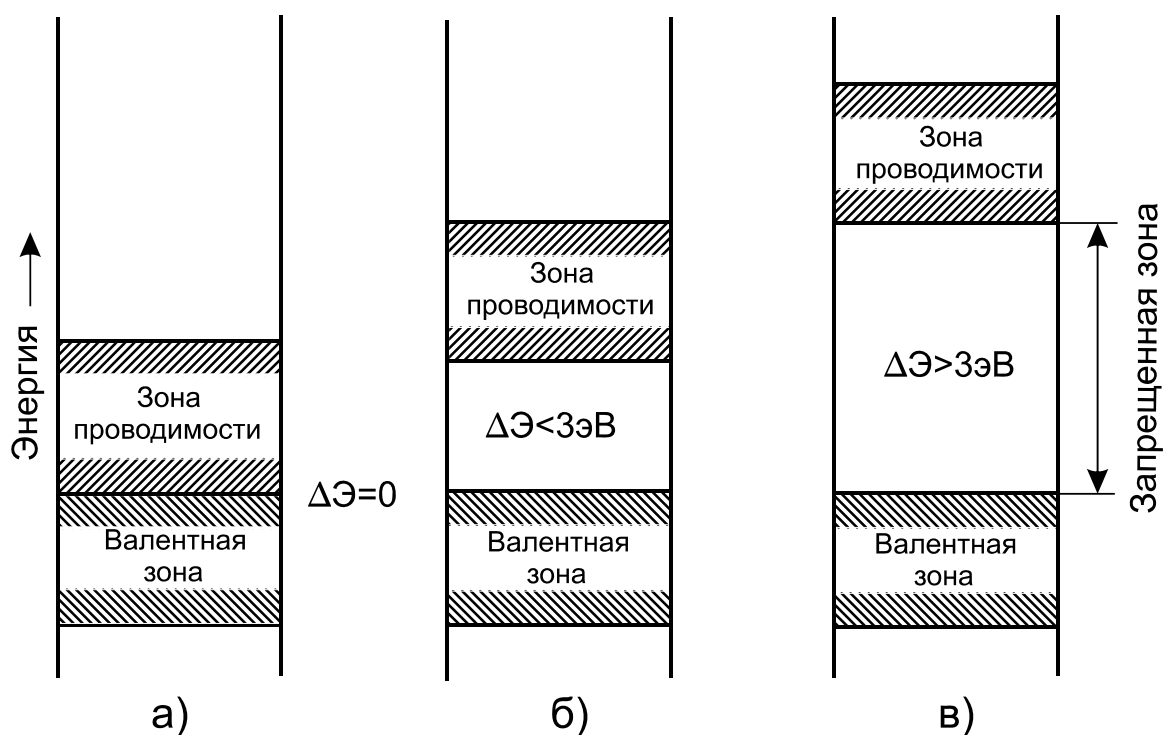 Энергия
Зона
проводимости
Валентная
зона
ΔЭ=0
а)
Зона
проводимости
ΔЭ<3эВ
Валентная
зона
б)
Зона
проводимости
ΔЭ>3эВ
Валентная
зона
Запрещенная зона
в)